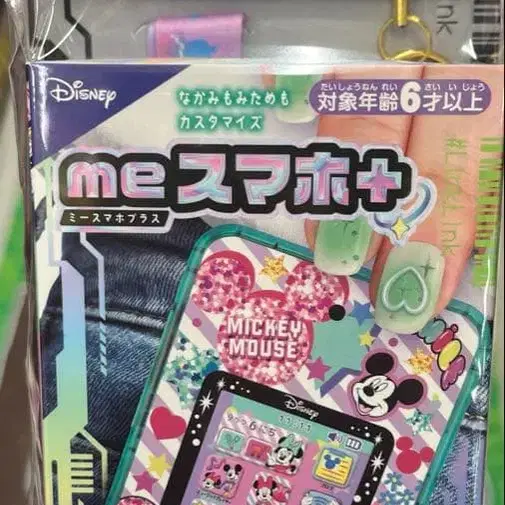 Disney
なかみもみためも
カスタマイズ
たいしょうねんれい さい いじょう
対象年齢6才以上
meスマホ+
ミースマホプラス
MICKEY
MOUSE
Disney
11:11